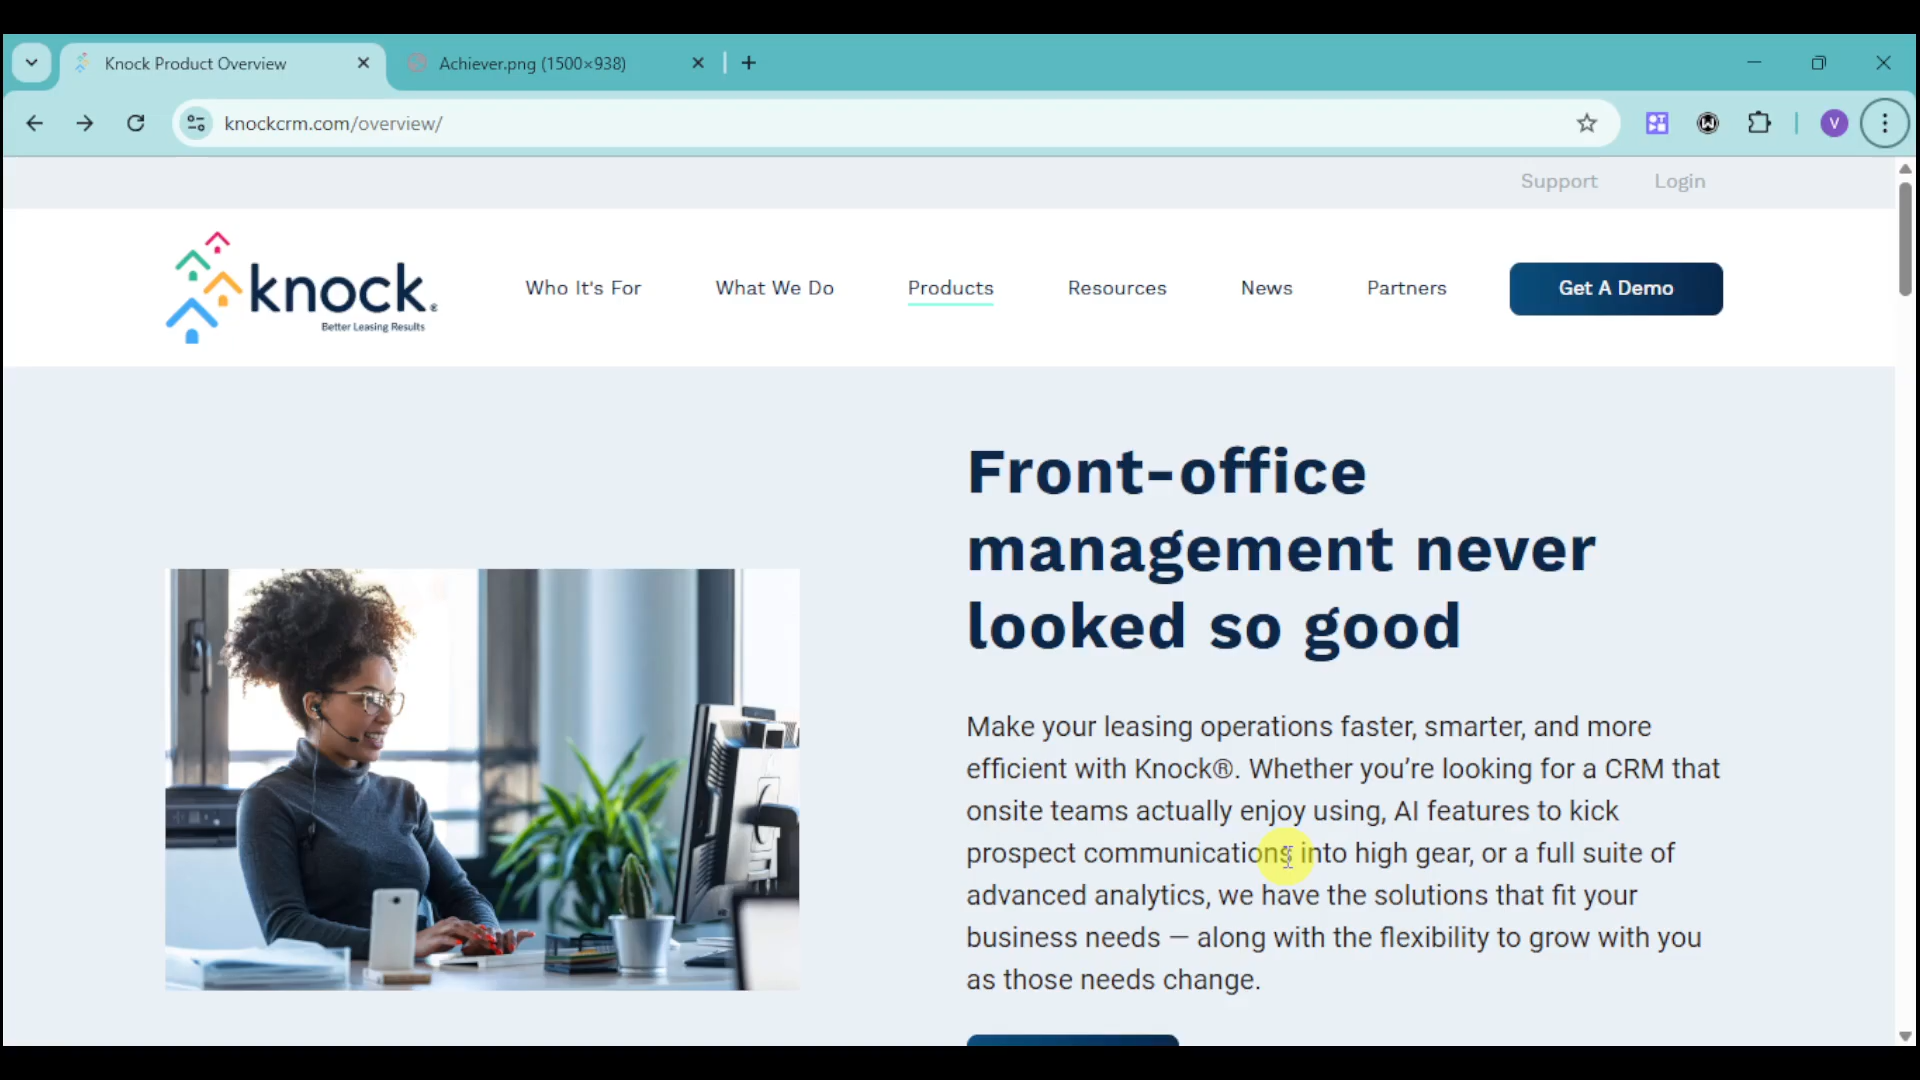 Knock Product Overview
Achiever.png (1500×938)
knockcrm.com/overview/
V
Support
Login
knock®
Better Leasing Results
Who It's For
What We Do
Products
Resources
News
Partners
Get A Demo
Front-office
management never
looked so good
Make your leasing operations faster, smarter, and more
efficient with Knock®. Whether you’re looking for a CRM that
onsite teams actually enjoy using, AI features to kick
prospect communications into high gear, or a full suite of
advanced analytics, we have the solutions that fit your
business needs — along with the flexibility to grow with you
as those needs change.